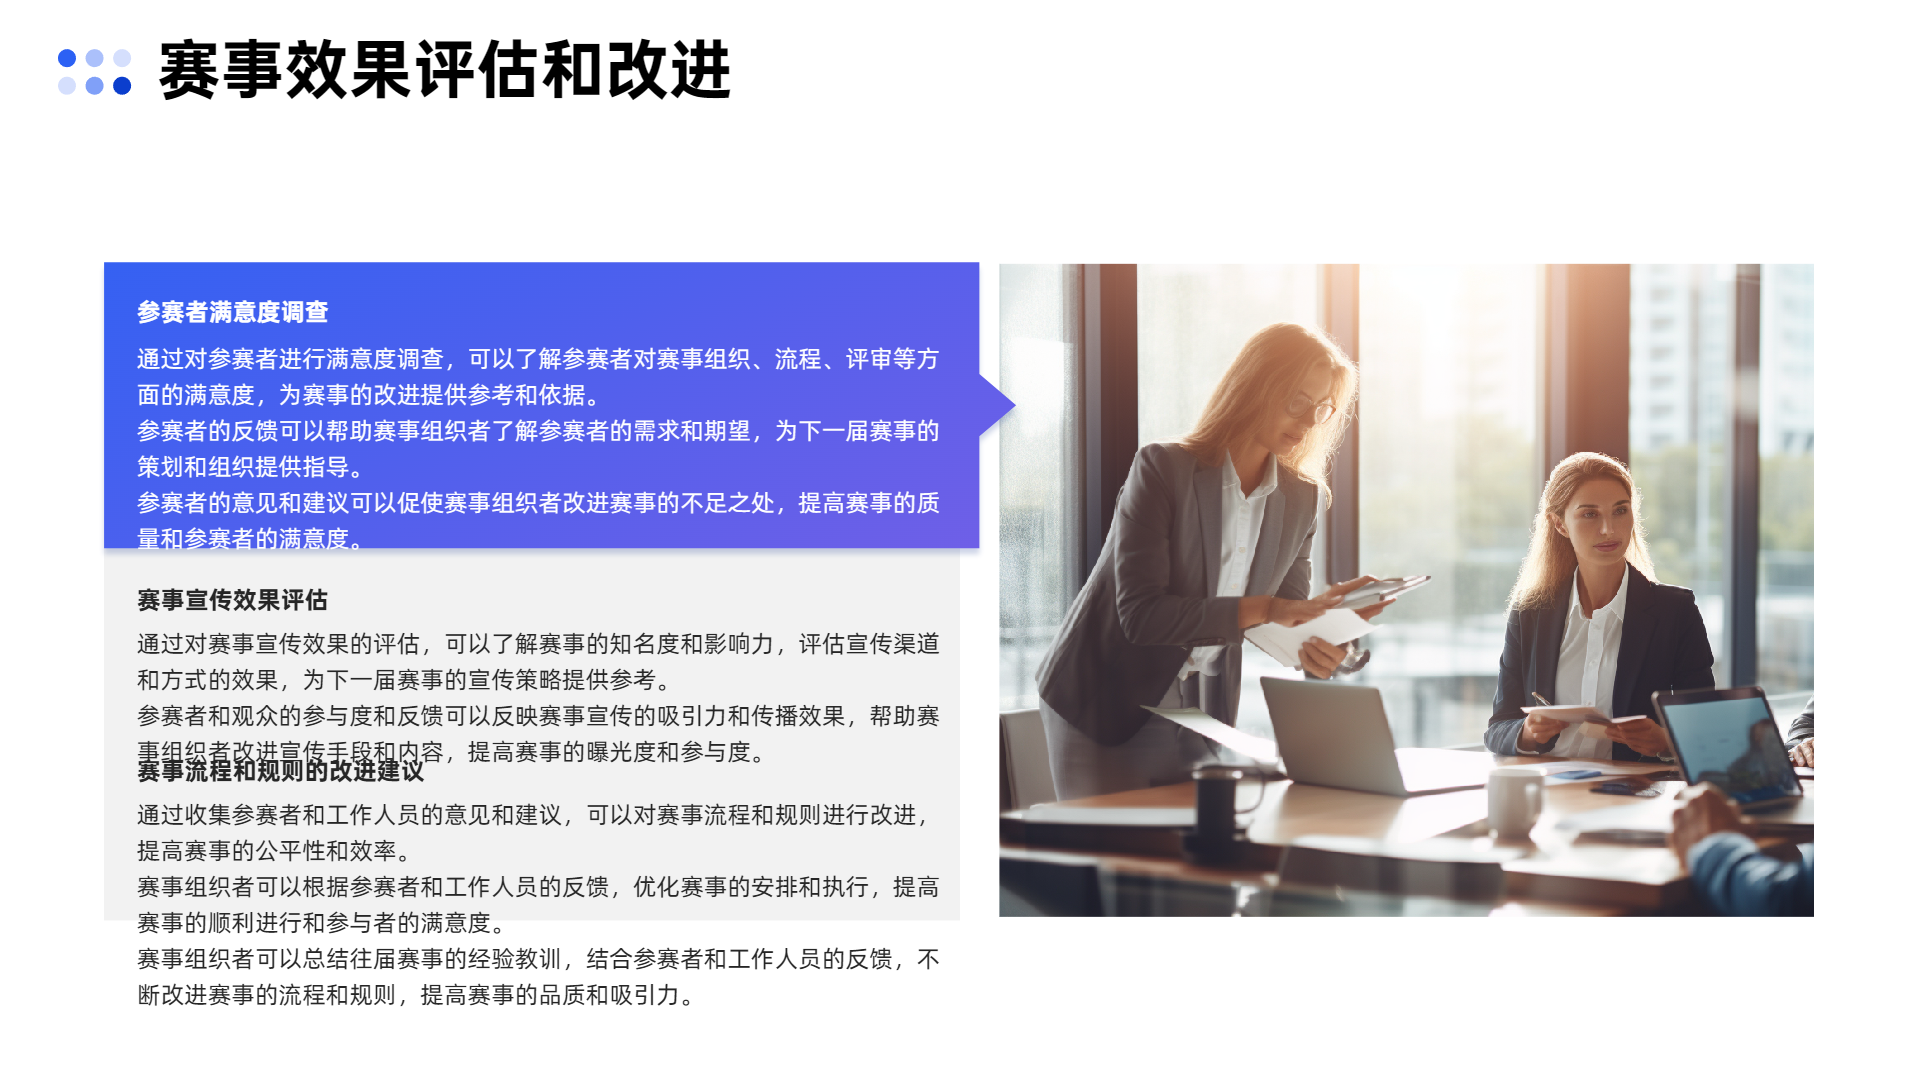 赛事效果评估和改进
参赛者满意度调查
通过对参赛者进行满意度调查，可以了解参赛者对赛事组织、流程、评审等方
面的满意度，为赛事的改进提供参考和依据。
参赛者的反馈可以帮助赛事组织者了解参赛者的需求和期望，为下一届赛事的
策划和组织提供指导。
参赛者的意见和建议可以促使赛事组织者改进赛事的不足之处，提高赛事的质
量和参赛者的满意度。
赛事宣传效果评估
通过对赛事宣传效果的评估，可以了解赛事的知名度和影响力，评估宣传渠道
和方式的效果，为下一届赛事的宣传策略提供参考。
参赛者和观众的参与度和反馈可以反映赛事宣传的吸引力和传播效果，帮助赛
事组织者改进宣传手段和内容，提高赛事的曝光度和参与度。
赛事流程和规则的改进建议
通过收集参赛者和工作人员的意见和建议，可以对赛事流程和规则进行改进，
提高赛事的公平性和效率。
赛事组织者可以根据参赛者和工作人员的反馈，优化赛事的安排和执行，提高
赛事的顺利进行和参与者的满意度。
赛事组织者可以总结往届赛事的经验教训，结合参赛者和工作人员的反馈，不
断改进赛事的流程和规则，提高赛事的品质和吸引力。